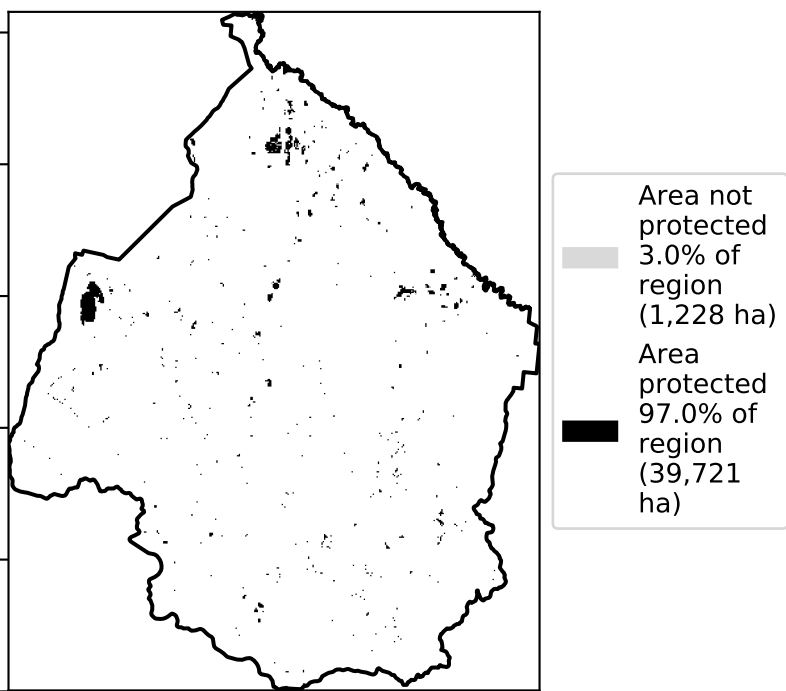 Area not
protected
3.0% of
region
(1,228 ha)
Area
protected
97.0% of
region
(39,721
ha)